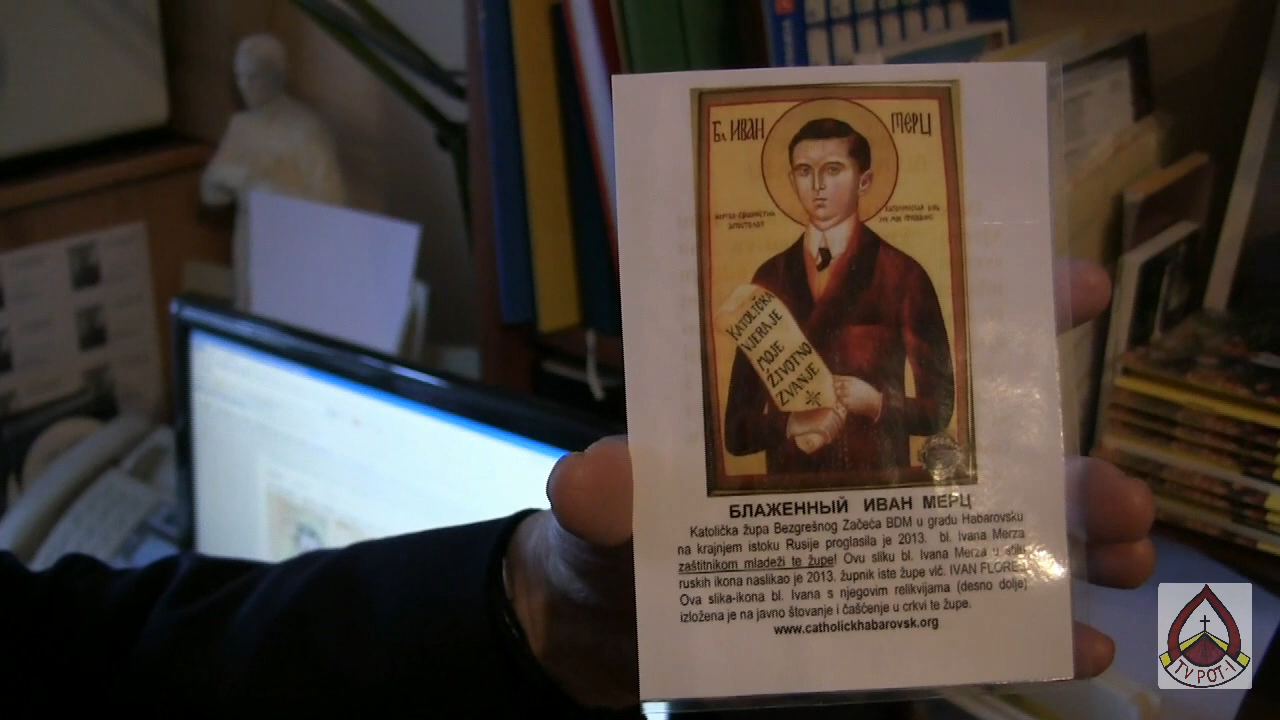 Бл ИВАН МЕРЦ
KATOLIČKA
VJERA JE
MOJE
ŽIVOTNO
ZVANJE
БЛАЖЕННЫЙ ИВАН МЕРЦ
Katolička župa Bezgrešnog Začeća BDM u gradu Habarovsku
na krajnjem istoku Rusije proglasila je 2013. bl. Ivana Merza
zaštitnikom mladeži te župe! Ovu sliku bl. Ivana Merza u stilu
ruskih ikona naslikao je 2013. župnik iste župe vlč. IVAN FLORES
Ova slika-ikona bl. Ivana s njegovim relikvijama (desno dolje)
izložena je na javno štovanje i čašćenje u crkvi te župe.
www.catholickhabarovsk.org
TV POT-1